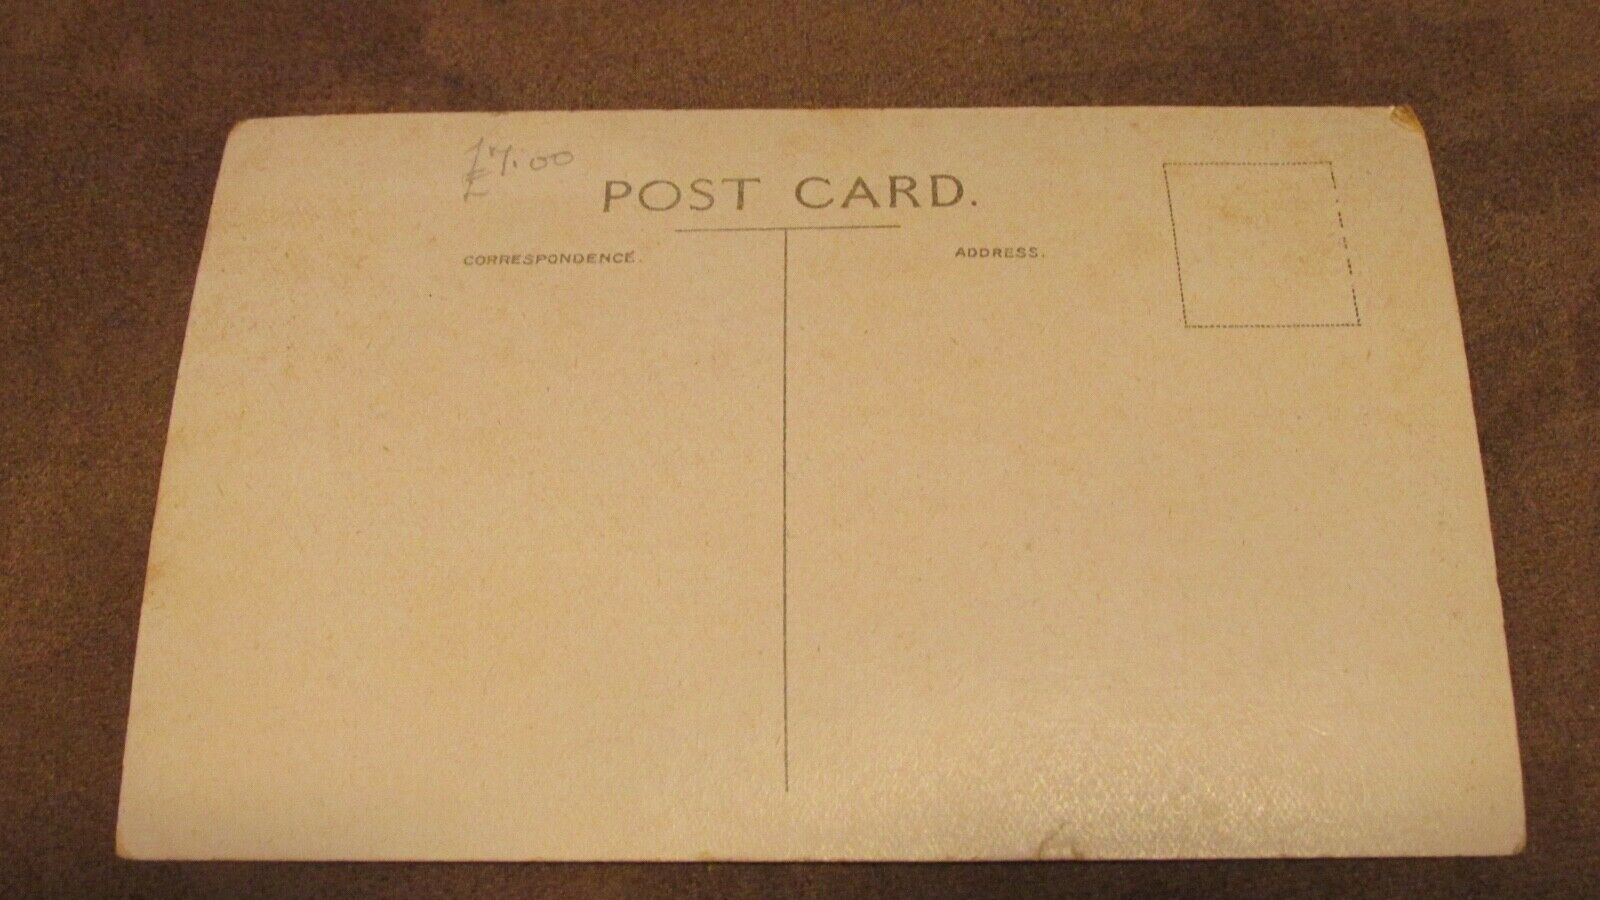 £7.00
POST CARD.
CORRESPONDENCE.
ADDRESS.